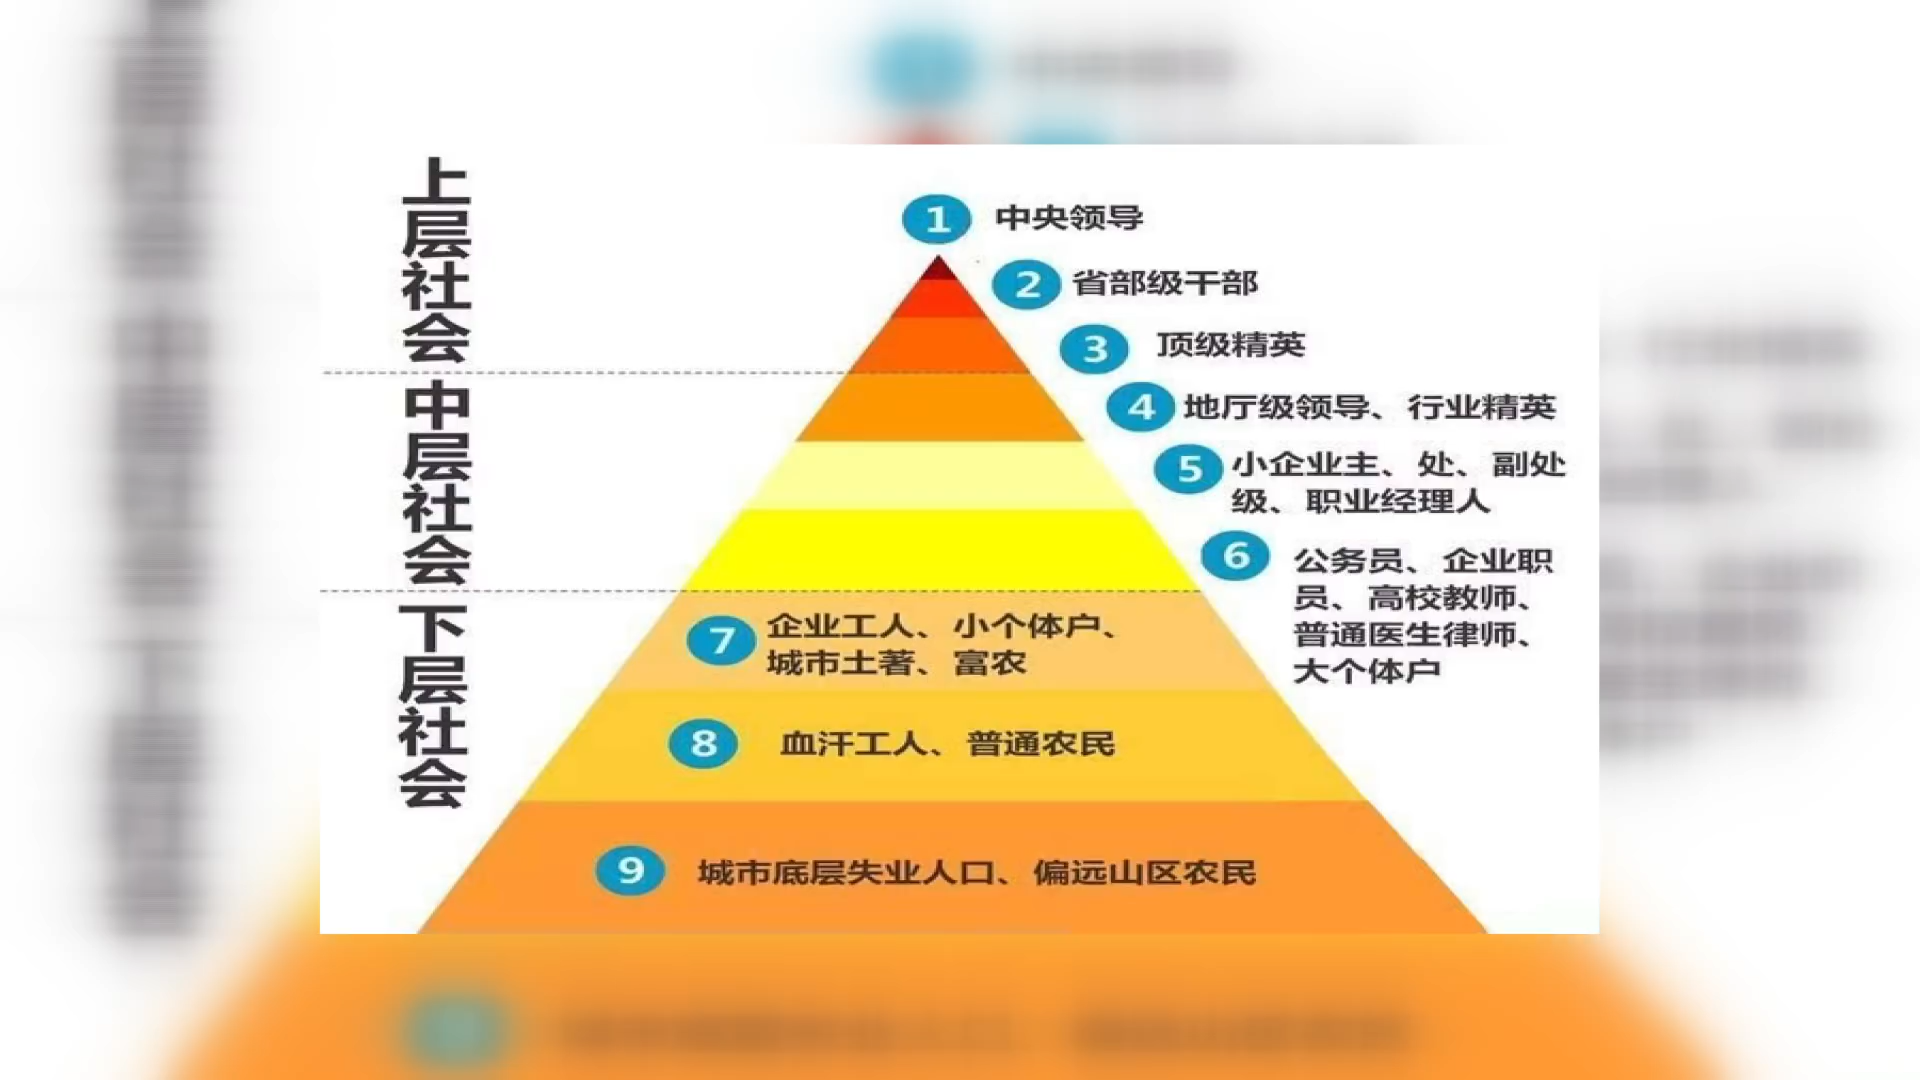 上层社会
中层社会
下层社会
1 中央领导
2 省部级干部
3 顶级精英
4 地厅级领导、行业精英
5 小企业主、处、副处
级、职业经理人
6 公务员、企业职
员、高校教师、
普通医生律师、
大个体户
7 企业工人、小个体户、
城市土著、富农
8 血汗工人、普通农民
9 城市底层失业人口、偏远山区农民